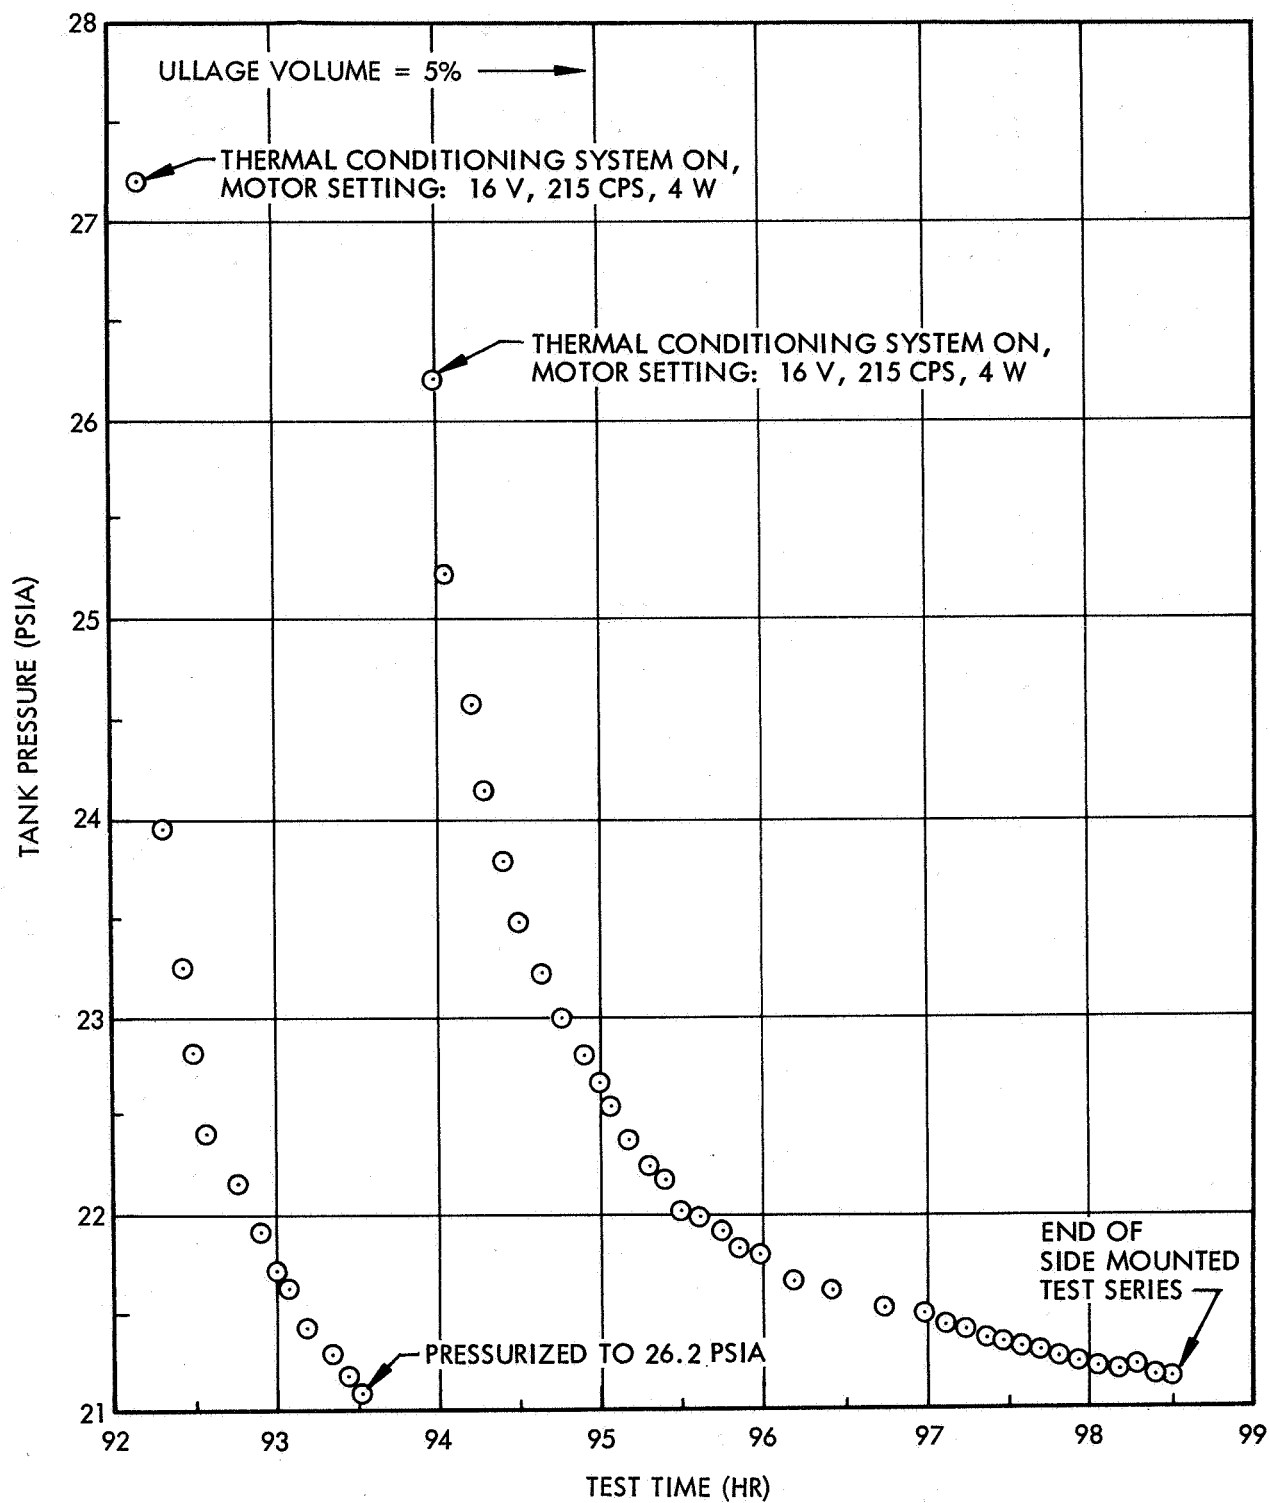 28
ULLAGE VOLUME = 5%
THERMAL CONDITIONING SYSTEM ON,
MOTOR SETTING: 16 V, 215 CPS, 4 W
27
THERMAL CONDITIONING SYSTEM ON,
MOTOR SETTING: 16 V, 215 CPS, 4 W
26
25
TANK PRESSURE (PSIA)
24
23
22
END OF
SIDE MOUNTED
TEST SERIES
PRESSURIZED TO 26.2 PSIA
21
92 93 94 95 96 97 98 99
TEST TIME (HR)